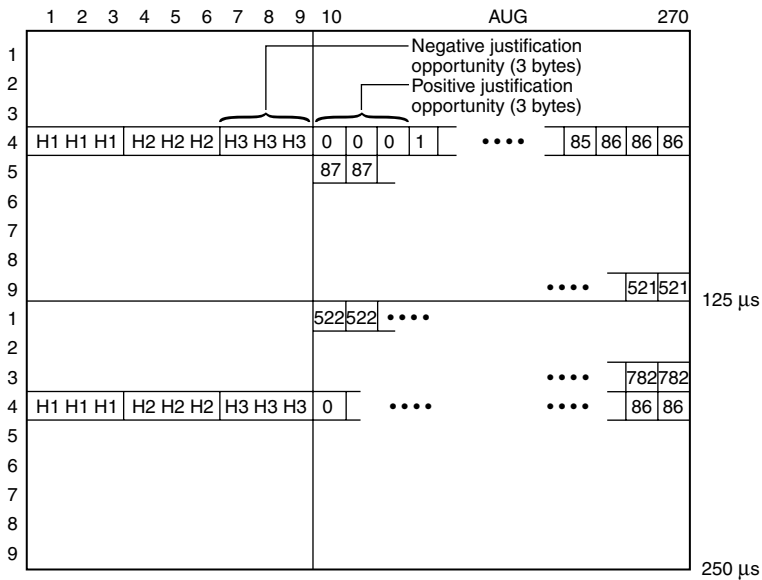 1 2 3 4 5 6 7 8 9 10 AUG 270
1 Negative justification
opportunity (3 bytes)
2 Positive justification
opportunity (3 bytes)
3
4 H1 H1 H1 H2 H2 H2 H3 H3 H3 0 0 0 1 •••• 85 86 86 86
5 87 87
6
7
8
9 •••• 521 521
125 µs
1 522 522 ••••
2
3 •••• 782 782
4 H1 H1 H1 H2 H2 H2 H3 H3 H3 0 •••• •••• 86 86
5
6
7
8
9
250 µs